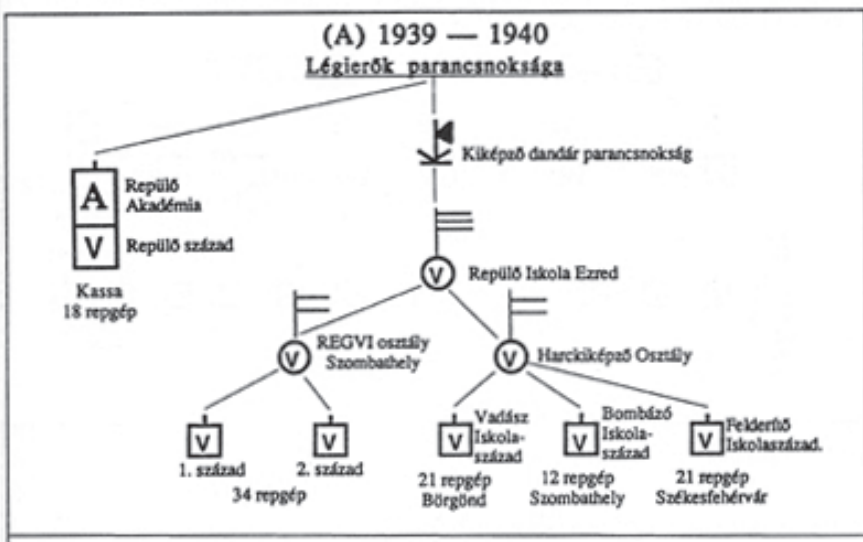 (A) 1939 — 1940
Légierők parancsnoksága
Kiképző dandár parancsnokság
A
Repülő
Akadémia
V
Repülő század
Kassa
18 repgép
V
Repülő Iskola Ezred
V
REGVI osztály
Szombathely
V
Harckiképző Osztály
V
1. század
V
2. század
34 repgép
V
Vadász
Iskola-
század
21 repgép
Börgönd
V
Bombázó
Iskola-
század
12 repgép
Szombathely
V
Felderítő
Iskolaszázad.
21 repgép
Székesfehérvár